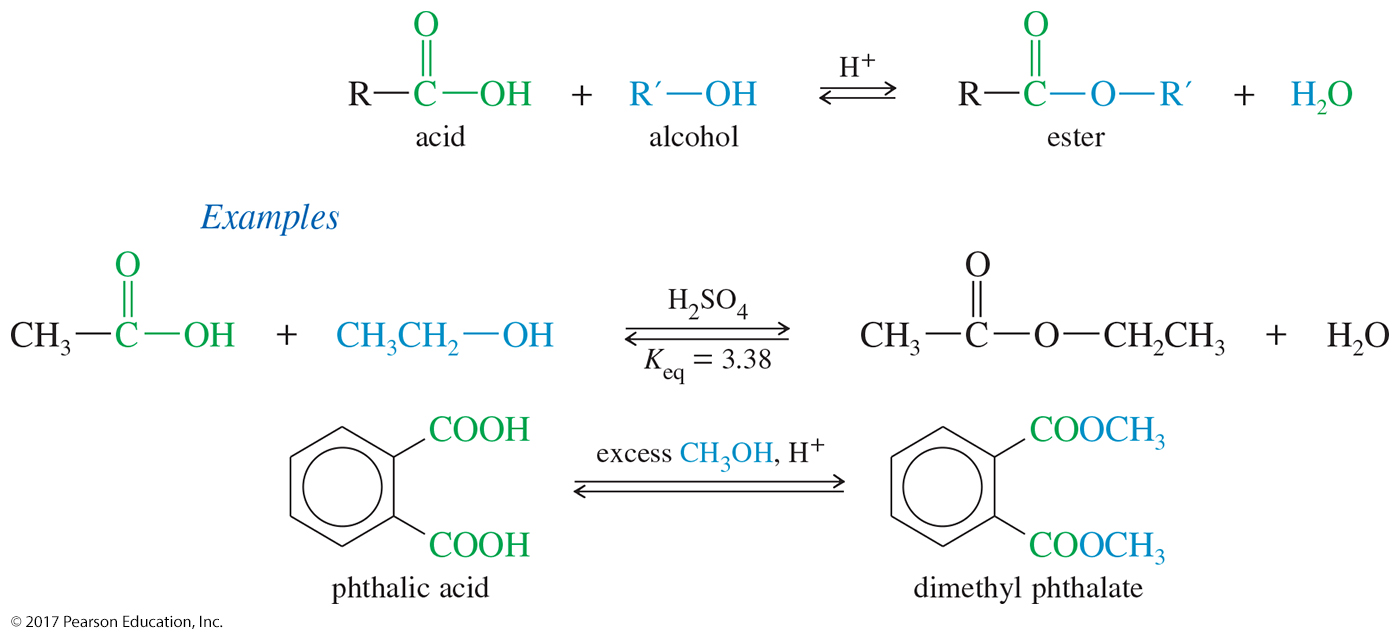 O O
R—C—OH + R′—OH H⁺ R—C—O—R′ + H₂O
acid alcohol ester
Examples
O O
CH₃—C—OH + CH₃CH₂—OH H₂SO₄ CH₃—C—O—CH₂CH₃ + H₂O
Keq = 3.38
COOH COOCH₃
excess CH₃OH, H⁺
COOH COOCH₃
phthalic acid dimethyl phthalate
© 2017 Pearson Education, Inc.